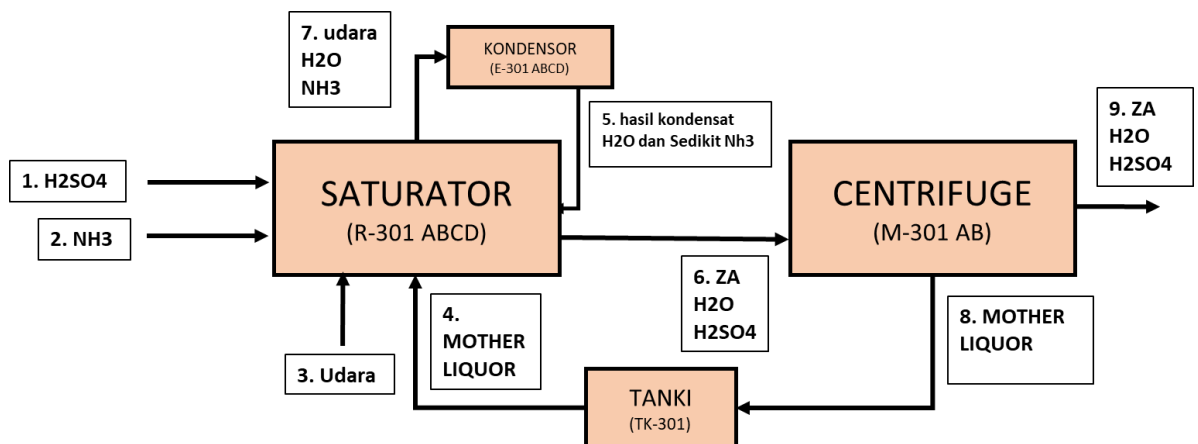 7. udara
H2O
NH3
KONDENSOR
(E-301 ABCD)
5. hasil kondensat
H2O dan Sedikit Nh3
9. ZA
H2O
H2SO4
1. H2SO4
2. NH3
SATURATOR
(R-301 ABCD)
CENTRIFUGE
(M-301 AB)
3. Udara
4.
MOTHER
LIQUOR
6. ZA
H2O
H2SO4
8. MOTHER
LIQUOR
TANKI
(TK-301)